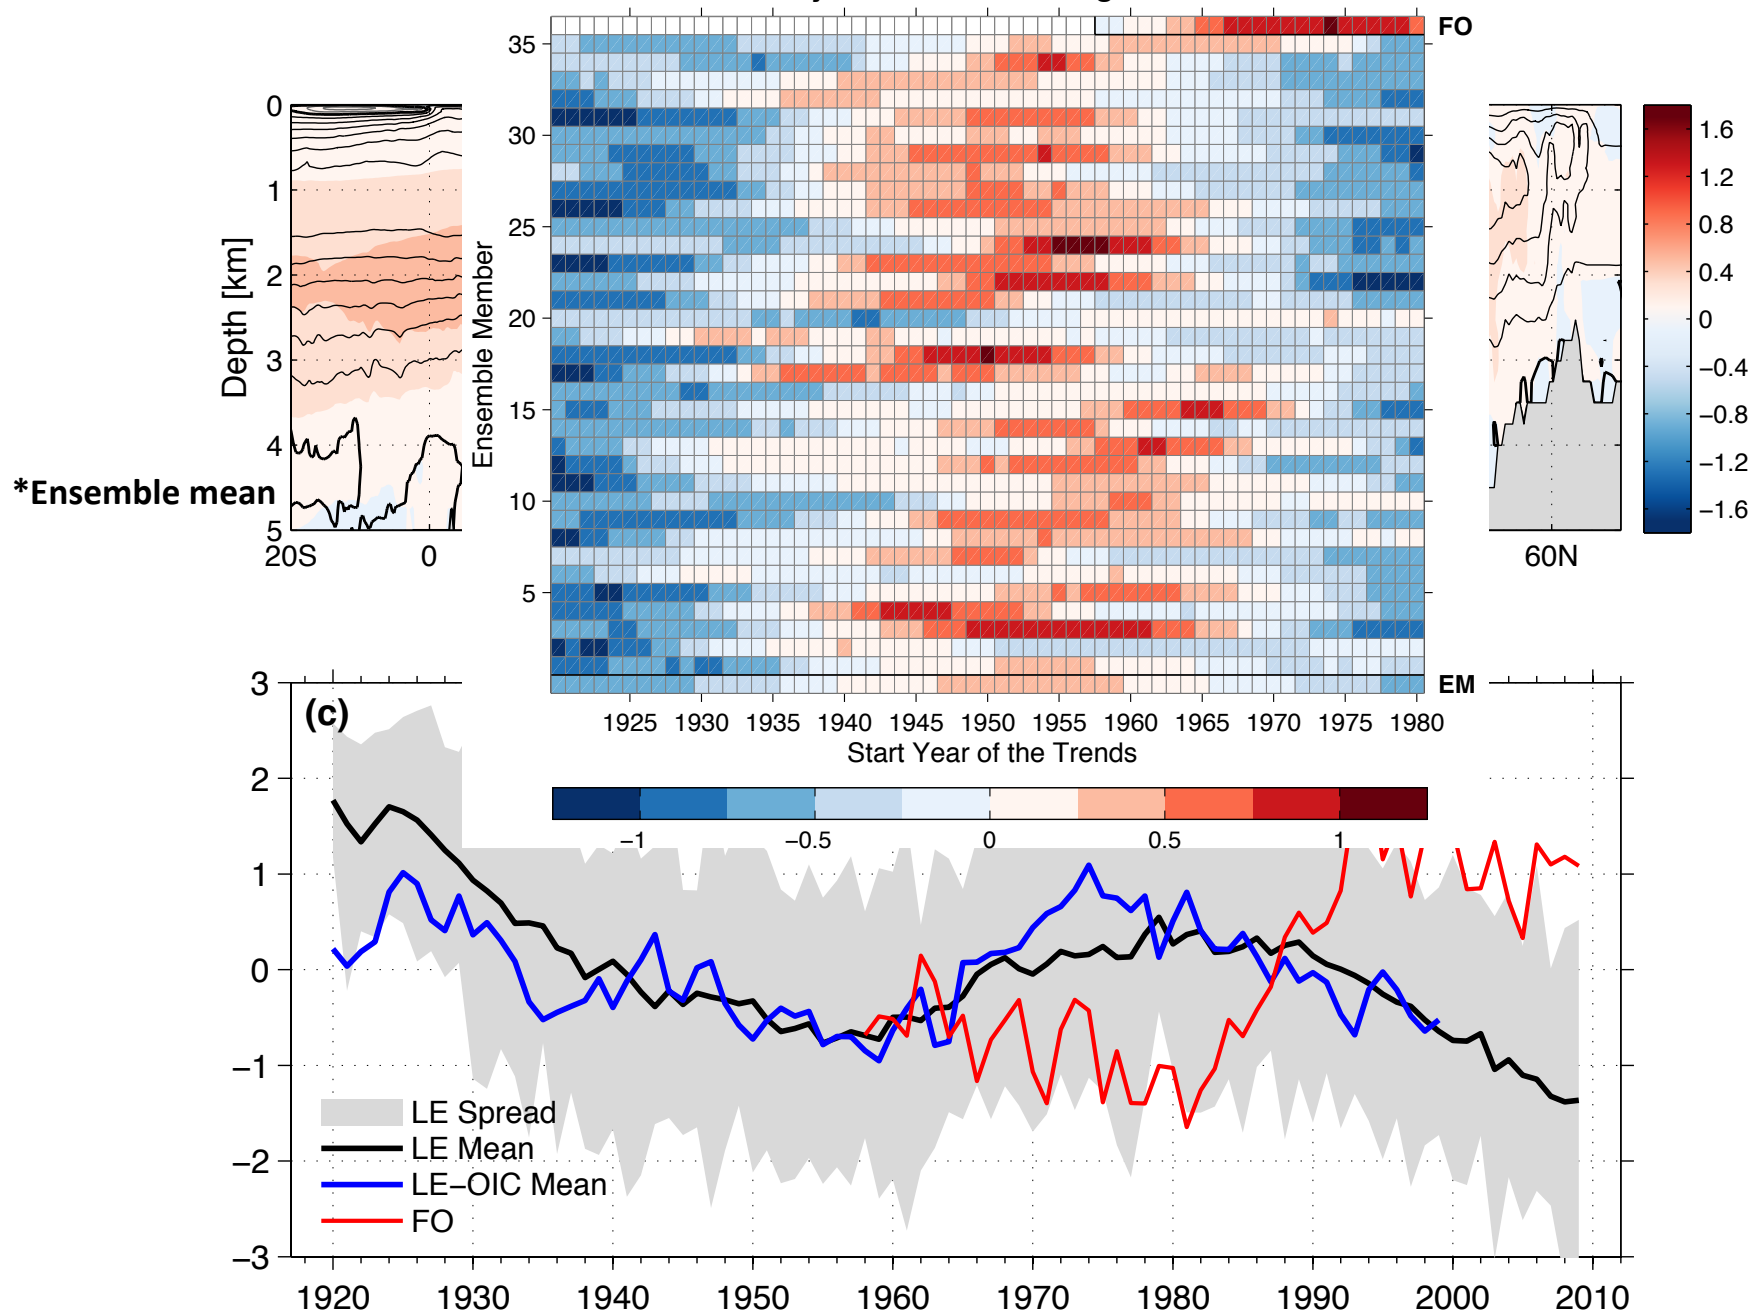 FO
35
30
25
20
15
10
5
Ensemble Member
EM
1925 1930 1935 1940 1945 1950 1955 1960 1965 1970 1975 1980
Start Year of the Trends
−1 −0.5 0 0.5 1
0
1
2
3
4
5
Depth [km]
*Ensemble mean
20S 0 60N
1.6
1.2
0.8
0.4
0
−0.4
−0.8
−1.2
−1.6
(c)
3
2
1
0
−1
−2
−3
LE Spread
LE Mean
LE−OIC Mean
FO
1920 1930 1940 1950 1960 1970 1980 1990 2000 2010